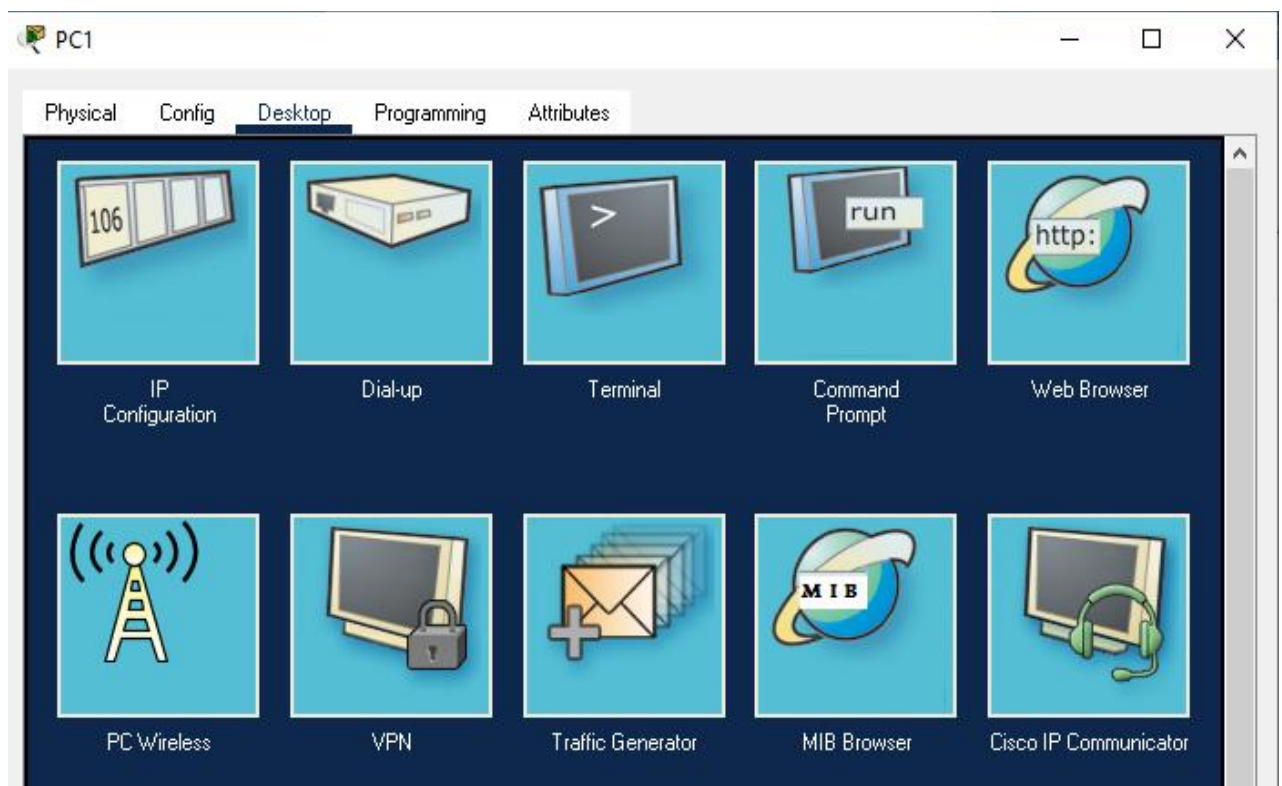 PC1
Physical Config Desktop Programming Attributes
106
>
run
http:
IP
Configuration
Dial-up
Terminal
Command
Prompt
Web Browser
((( )))
MIB
PC Wireless
VPN
Traffic Generator
MIB Browser
Cisco IP Communicator